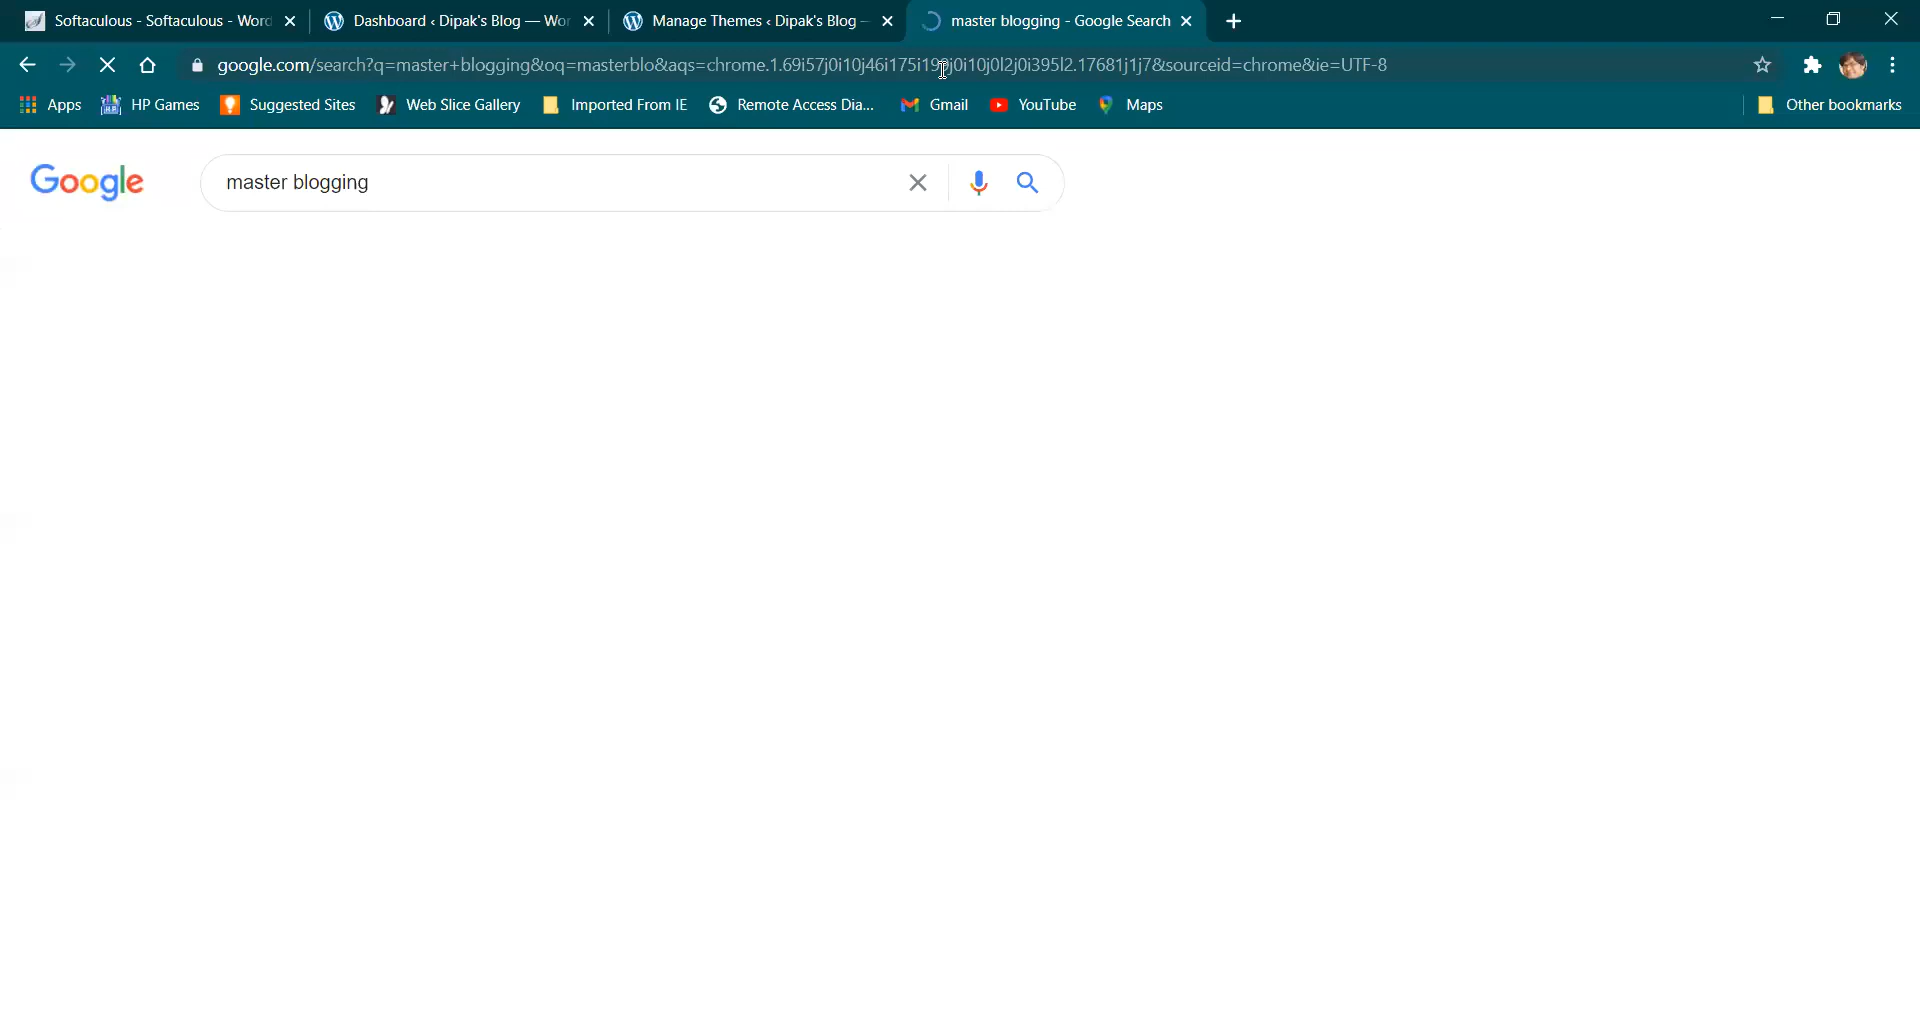 Softaculous - Softaculous - Word
Dashboard ‹ Dipak's Blog — Wor
Manage Themes ‹ Dipak's Blog –
master blogging - Google Search
google.com/search?q=master+blogging&oq=masterblo&aqs=chrome.1.69i57j0i10j46i175i199j0i10j0l2j0i395l2.17681j1j7&sourceid=chrome&ie=UTF-8
Apps
HP Games
Suggested Sites
Web Slice Gallery
Imported From IE
Remote Access Dia...
Gmail
YouTube
Maps
Other bookmarks
Google
master blogging